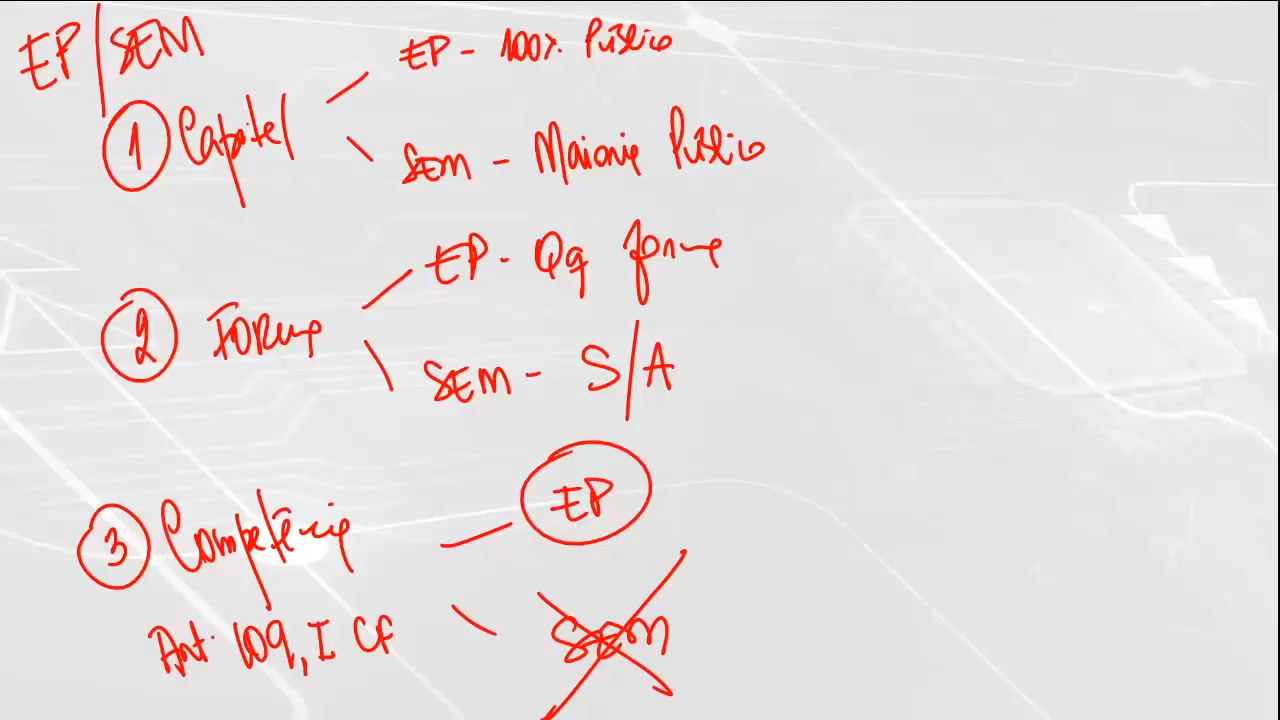 EP/SEM
EP - 100% Público
① Capital
SEM - Maioria Público
EP - Qq forma
② FORMA
SEM - S/A
EP
③ Competência
SEM
Art. 109, I CF